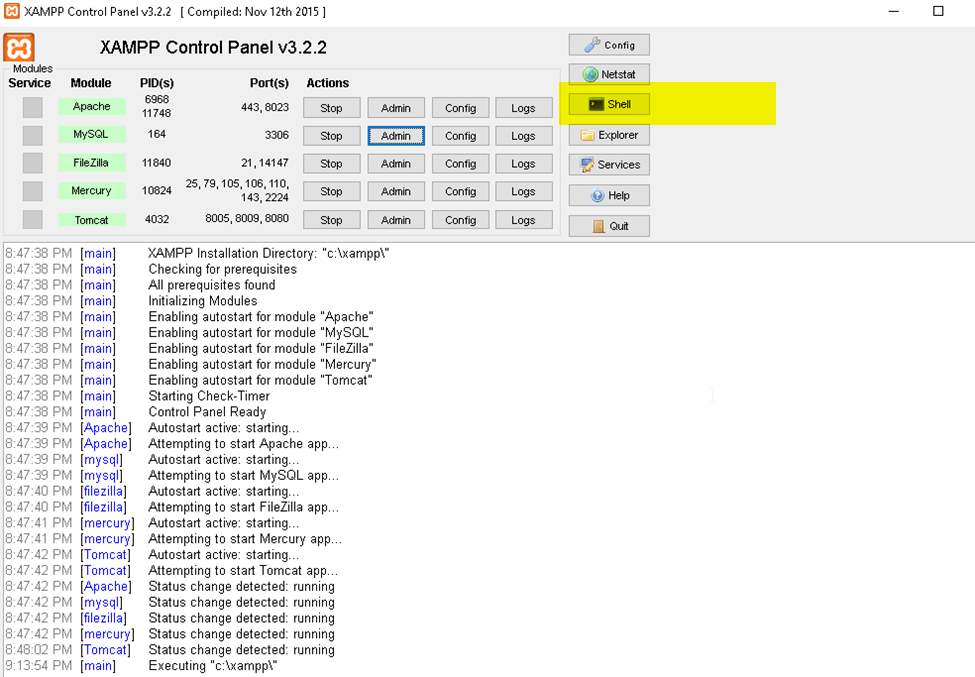 XAMPP Control Panel v3.2.2 [ Compiled: Nov 12th 2015 ]
XAMPP Control Panel v3.2.2
Config
Modules
Service Module PID(s) Port(s) Actions
Netstat
Apache 6968 11748 443, 8023 Stop Admin Config Logs
Shell
MySQL 164 3306 Stop Admin Config Logs
Explorer
FileZilla 11840 21, 14147 Stop Admin Config Logs
Services
Mercury 10824 25, 79, 105, 106, 110, 143, 2224 Stop Admin Config Logs
Help
Tomcat 4032 8005, 8009, 8080 Stop Admin Config Logs
Quit
8:47:38 PM [main] XAMPP Installation Directory: "c:\xampp\"
8:47:38 PM [main] Checking for prerequisites
8:47:38 PM [main] All prerequisites found
8:47:38 PM [main] Initializing Modules
8:47:38 PM [main] Enabling autostart for module "Apache"
8:47:38 PM [main] Enabling autostart for module "MySQL"
8:47:38 PM [main] Enabling autostart for module "FileZilla"
8:47:38 PM [main] Enabling autostart for module "Mercury"
8:47:38 PM [main] Enabling autostart for module "Tomcat"
8:47:38 PM [main] Starting Check-Timer
8:47:38 PM [main] Control Panel Ready
8:47:39 PM [Apache] Autostart active: starting...
8:47:39 PM [Apache] Attempting to start Apache app...
8:47:39 PM [mysql] Autostart active: starting...
8:47:39 PM [mysql] Attempting to start MySQL app...
8:47:40 PM [filezilla] Autostart active: starting...
8:47:40 PM [filezilla] Attempting to start FileZilla app...
8:47:41 PM [mercury] Autostart active: starting...
8:47:41 PM [mercury] Attempting to start Mercury app...
8:47:42 PM [Tomcat] Autostart active: starting...
8:47:42 PM [Tomcat] Attempting to start Tomcat app...
8:47:42 PM [Apache] Status change detected: running
8:47:42 PM [mysql] Status change detected: running
8:47:42 PM [filezilla] Status change detected: running
8:47:42 PM [mercury] Status change detected: running
8:48:02 PM [Tomcat] Status change detected: running
9:13:54 PM [main] Executing "c:\xampp\"